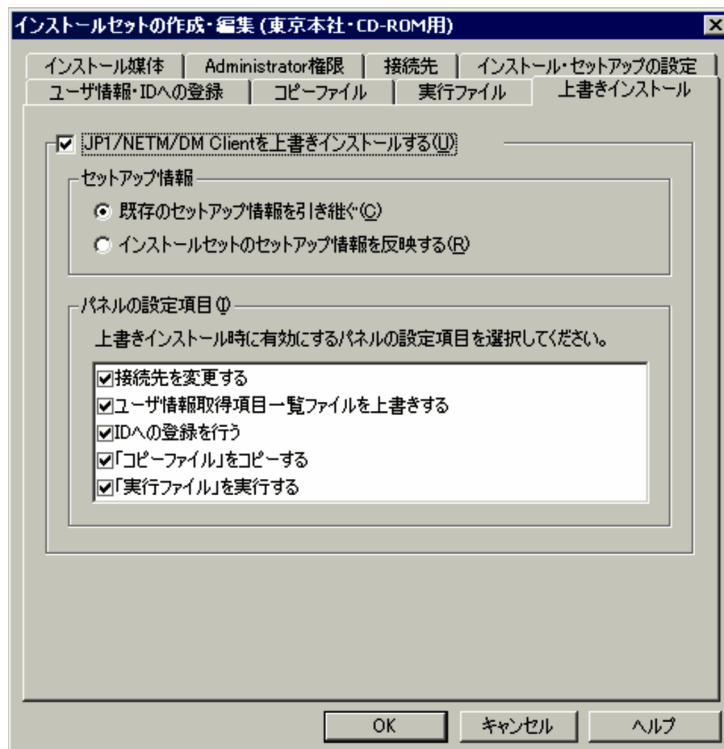 インストールセットの作成・編集 (東京本社・CD-ROM用)
インストール媒体 Administrator権限 接続先 インストール・セットアップの設定
ユーザ情報・IDへの登録 コピーファイル 実行ファイル 上書きインストール
JP1/NETM/DM Clientを上書きインストールする(U)
セットアップ情報
既存のセットアップ情報を引き継ぐ(C)
インストールセットのセットアップ情報を反映する(R)
パネルの設定項目(I)
上書きインストール時に有効にするパネルの設定項目を選択してください。
接続先を変更する
ユーザ情報取得項目一覧ファイルを上書きする
IDへの登録を行う
「コピーファイル」をコピーする
「実行ファイル」を実行する
OK キャンセル ヘルプ